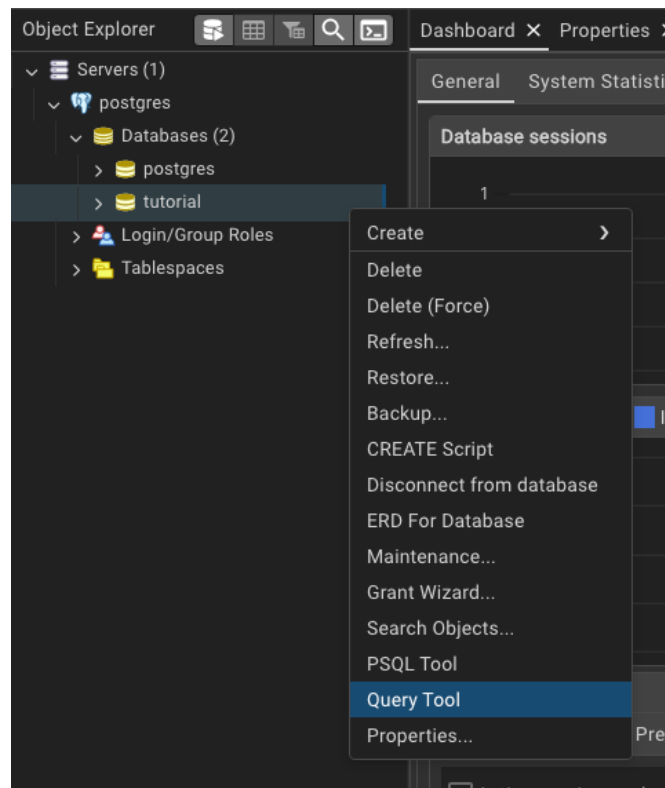 Object Explorer
Dashboard
Properties
Servers (1)
General
postgres
Databases (2)
Database sessions
postgres
1
tutorial
Login/Group Roles
Tablespaces
Create
Delete
Delete (Force)
Refresh...
Restore...
Backup...
CREATE Script
Disconnect from database
ERD For Database
Maintenance...
Grant Wizard...
Search Objects...
PSQL Tool
Query Tool
Properties...
System Statisti
Pre